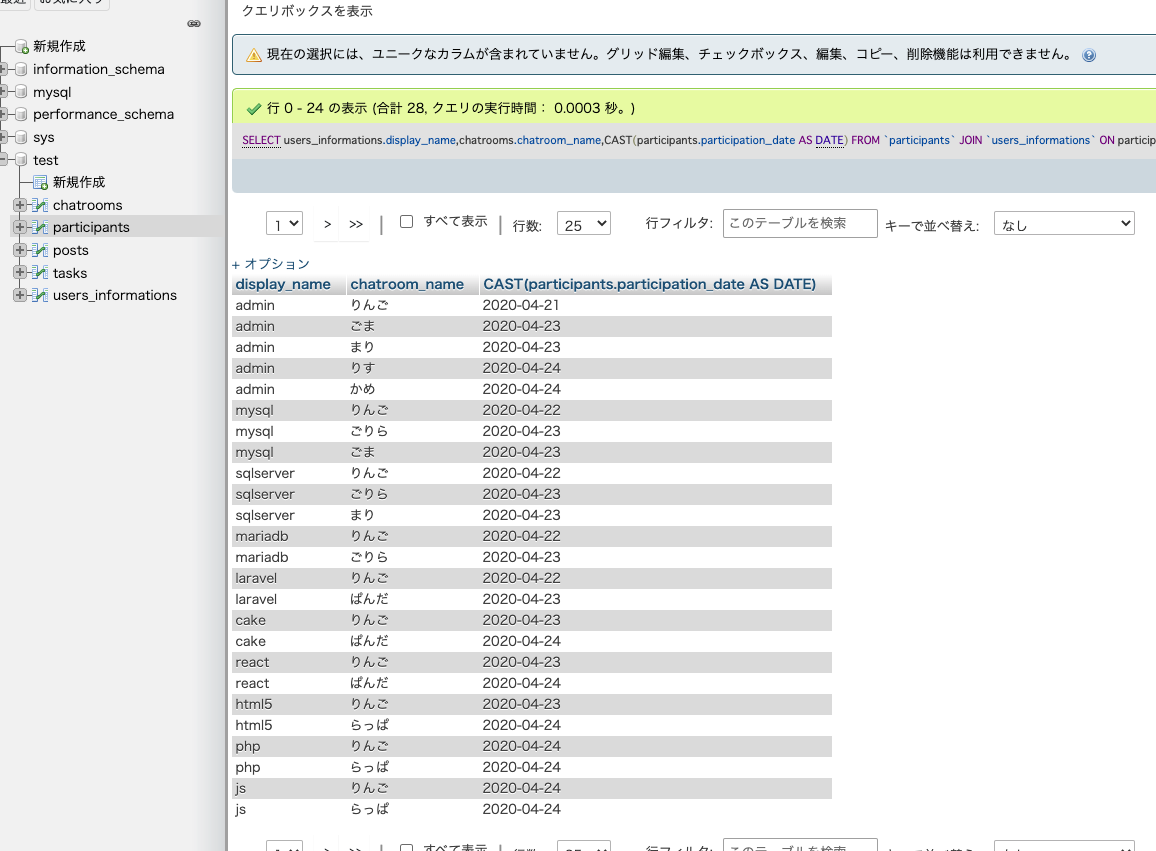 最近 お気に入り
新規作成
information_schema
mysql
performance_schema
sys
test
新規作成
chatrooms
participants
posts
tasks
users_informations
クエリボックスを表示
現在の選択には、ユニークなカラムが含まれていません。グリッド編集、チェックボックス、編集、コピー、削除機能は利用できません。
行 0 - 24 の表示 (合計 28, クエリの実行時間： 0.0003 秒。)
SELECT users_informations.display_name,chatrooms.chatroom_name,CAST(participants.participation_date AS DATE) FROM `participants` JOIN `users_informations` ON particip
1 > >> | すべて表示 | 行数: 25 行フィルタ: このテーブルを検索 キーで並べ替え: なし
+ オプション
display_name chatroom_name CAST(participants.participation_date AS DATE)
admin りんご 2020-04-21
admin ごま 2020-04-23
admin まり 2020-04-23
admin りす 2020-04-24
admin かめ 2020-04-24
mysql りんご 2020-04-22
mysql ごりら 2020-04-23
mysql ごま 2020-04-23
sqlserver りんご 2020-04-22
sqlserver ごりら 2020-04-23
sqlserver まり 2020-04-23
mariadb りんご 2020-04-22
mariadb ごりら 2020-04-23
laravel りんご 2020-04-22
laravel ぱんだ 2020-04-23
cake りんご 2020-04-23
cake ぱんだ 2020-04-24
react りんご 2020-04-23
react ぱんだ 2020-04-24
html5 りんご 2020-04-23
html5 らっぱ 2020-04-24
php りんご 2020-04-24
php らっぱ 2020-04-24
js りんご 2020-04-24
js らっぱ 2020-04-24
> >> | すべて表示 | 行数: 25 行フィルタ: このテーブルを検索